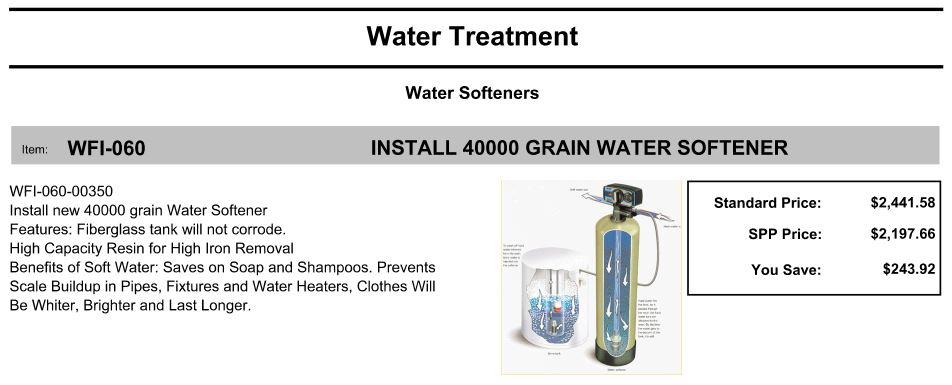 Water Treatment
Water Softeners
Item: WFI-060 INSTALL 40000 GRAIN WATER SOFTENER
WFI-060-00350
Install new 40000 grain Water Softener
Features: Fiberglass tank will not corrode.
High Capacity Resin for High Iron Removal
Benefits of Soft Water: Saves on Soap and Shampoos. Prevents
Scale Buildup in Pipes, Fixtures and Water Heaters, Clothes Will
Be Whiter, Brighter and Last Longer.
Standard Price: $2,441.58
SPP Price: $2,197.66
You Save: $243.92